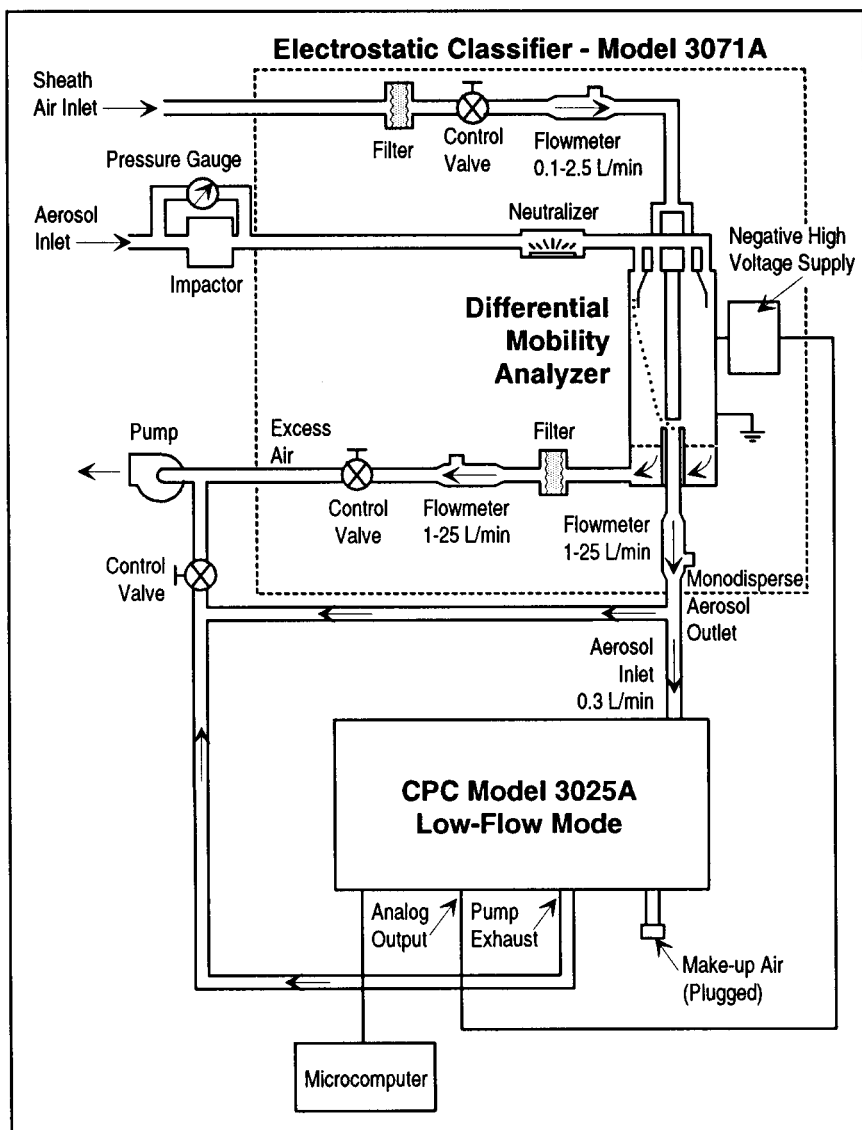 Electrostatic Classifier - Model 3071A
Sheath
Air Inlet
Filter
Control
Valve
Flowmeter
0.1-2.5 L/min
Pressure Gauge
Aerosol
Inlet
Impactor
Neutralizer
Negative High
Voltage Supply
Differential
Mobility
Analyzer
Pump
Excess
Air
Control
Valve
Flowmeter
1-25 L/min
Filter
Flowmeter
1-25 L/min
Control
Valve
Monodisperse
Aerosol
Outlet
Aerosol
Inlet
0.3 L/min
CPC Model 3025A
Low-Flow Mode
Analog
Output
Pump
Exhaust
Make-up Air
(Plugged)
Microcomputer